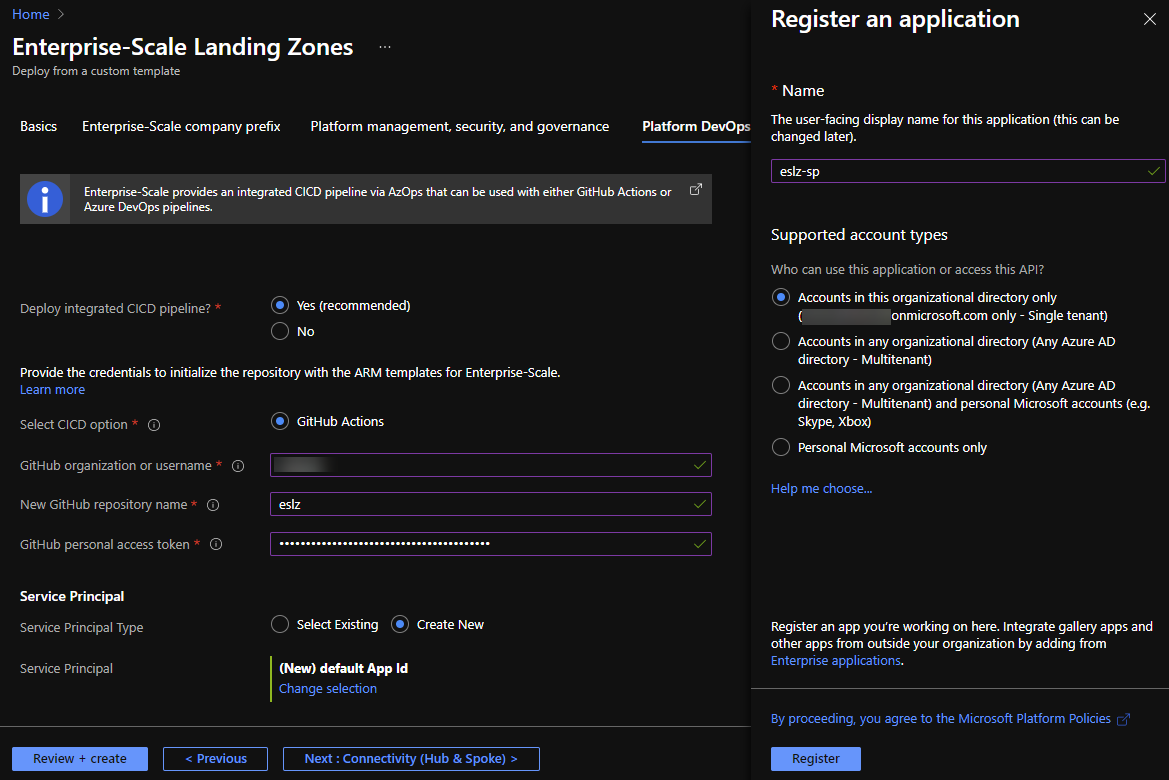 Home
Enterprise-Scale Landing Zones
Deploy from a custom template
Basics
Enterprise-Scale company prefix
Platform management, security, and governance
Platform DevOps
Enterprise-Scale provides an integrated CICD pipeline via AzOps that can be used with either GitHub Actions or
Azure DevOps pipelines.
Deploy integrated CICD pipeline? *
Yes (recommended)
No
Provide the credentials to initialize the repository with the ARM templates for Enterprise-Scale.
Learn more
Select CICD option *
GitHub Actions
GitHub organization or username *
New GitHub repository name *
eslz
GitHub personal access token *
Service Principal
Service Principal Type
Select Existing
Create New
Service Principal
(New) default App Id
Change selection
Review + create
< Previous
Next : Connectivity (Hub & Spoke) >
Register an application
* Name
The user-facing display name for this application (this can be
changed later).
eslz-sp
Supported account types
Who can use this application or access this API?
Accounts in this organizational directory only
(onmicrosoft.com only - Single tenant)
Accounts in any organizational directory (Any Azure AD
directory - Multitenant)
Accounts in any organizational directory (Any Azure AD
directory - Multitenant) and personal Microsoft accounts (e.g.
Skype, Xbox)
Personal Microsoft accounts only
Help me choose...
Register an app you're working on here. Integrate gallery apps and
other apps from outside your organization by adding from
Enterprise applications.
By proceeding, you agree to the Microsoft Platform Policies
Register